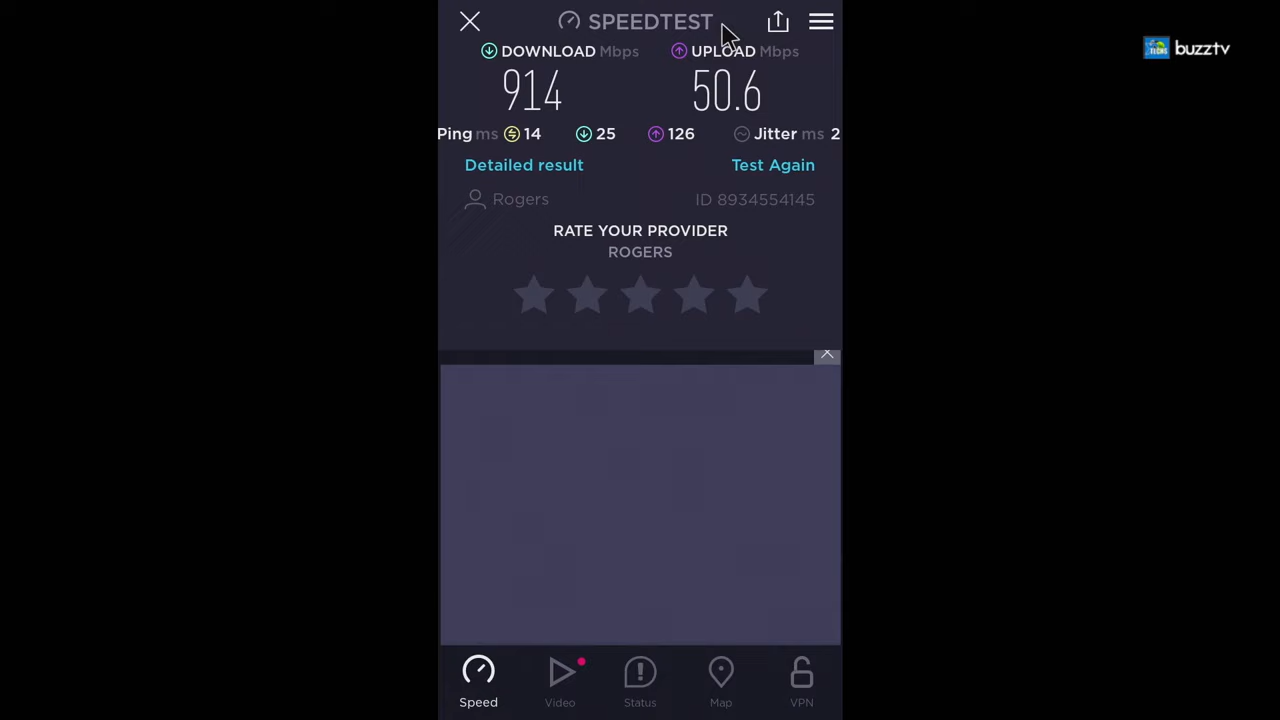 SPEEDTEST
DOWNLOAD Mbps UPLOAD Mbps
914 50.6
Ping ms 14 25 126 Jitter ms 2
Detailed result Test Again
Rogers ID 8934554145
RATE YOUR PROVIDER
ROGERS
Speed Video Status Map VPN
TECHS buzztv